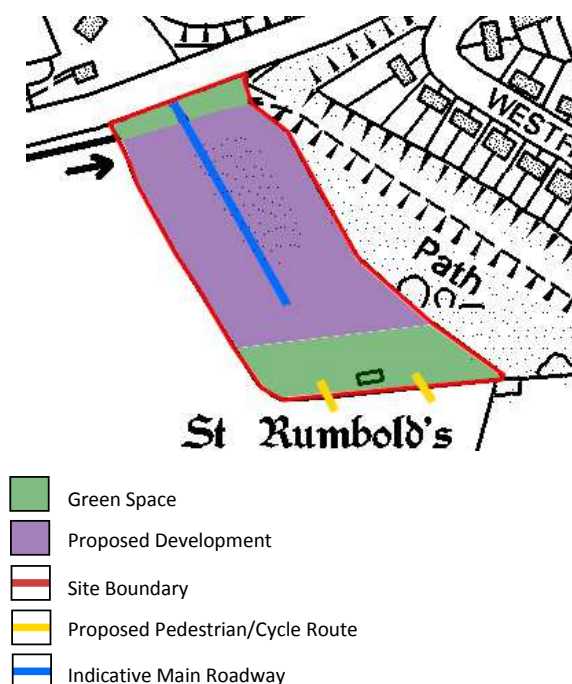 WESTF
Path
St Rumbold's
Green Space
Proposed Development
Site Boundary
Proposed Pedestrian/Cycle Route
Indicative Main Roadway